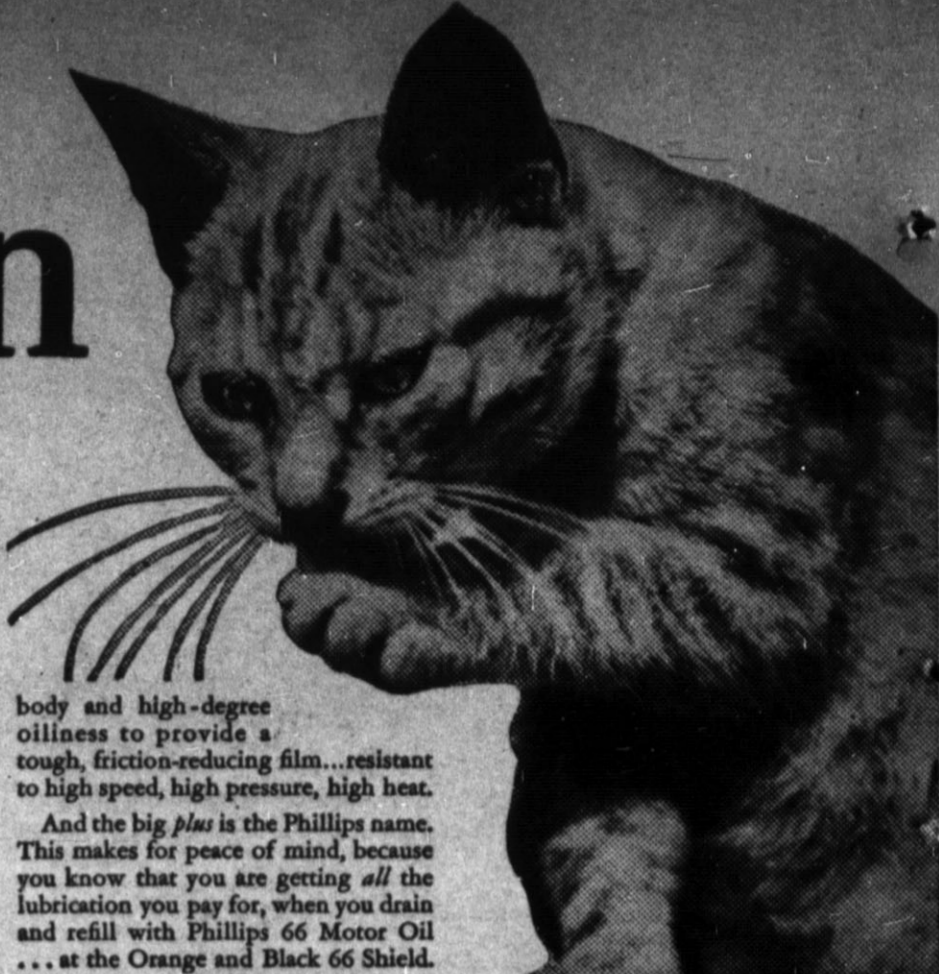 n
body and high-degree
oiliness to provide a
tough, friction-reducing film...resistant
to high speed, high pressure, high heat.
And the big plus is the Phillips name.
This makes for peace of mind, because
you know that you are getting all the
lubrication you pay for, when you drain
and refill with Phillips 66 Motor Oil
...at the Orange and Black 66 Shield.